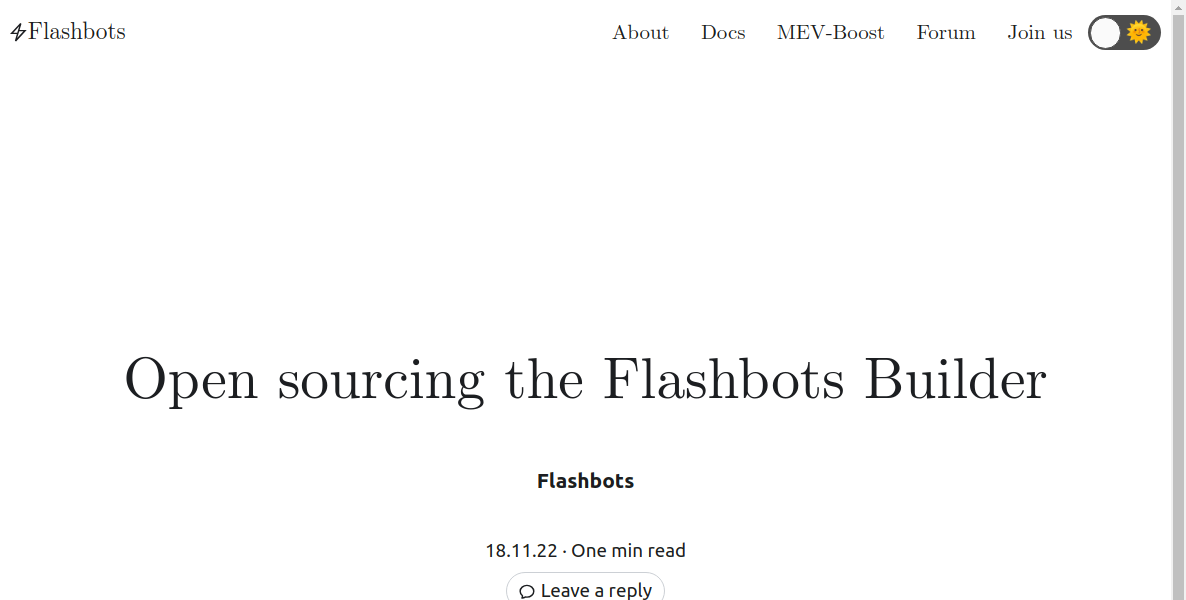 Flashbots
About Docs MEV-Boost Forum Join us
Open sourcing the Flashbots Builder
Flashbots
18.11.22 · One min read
Leave a reply